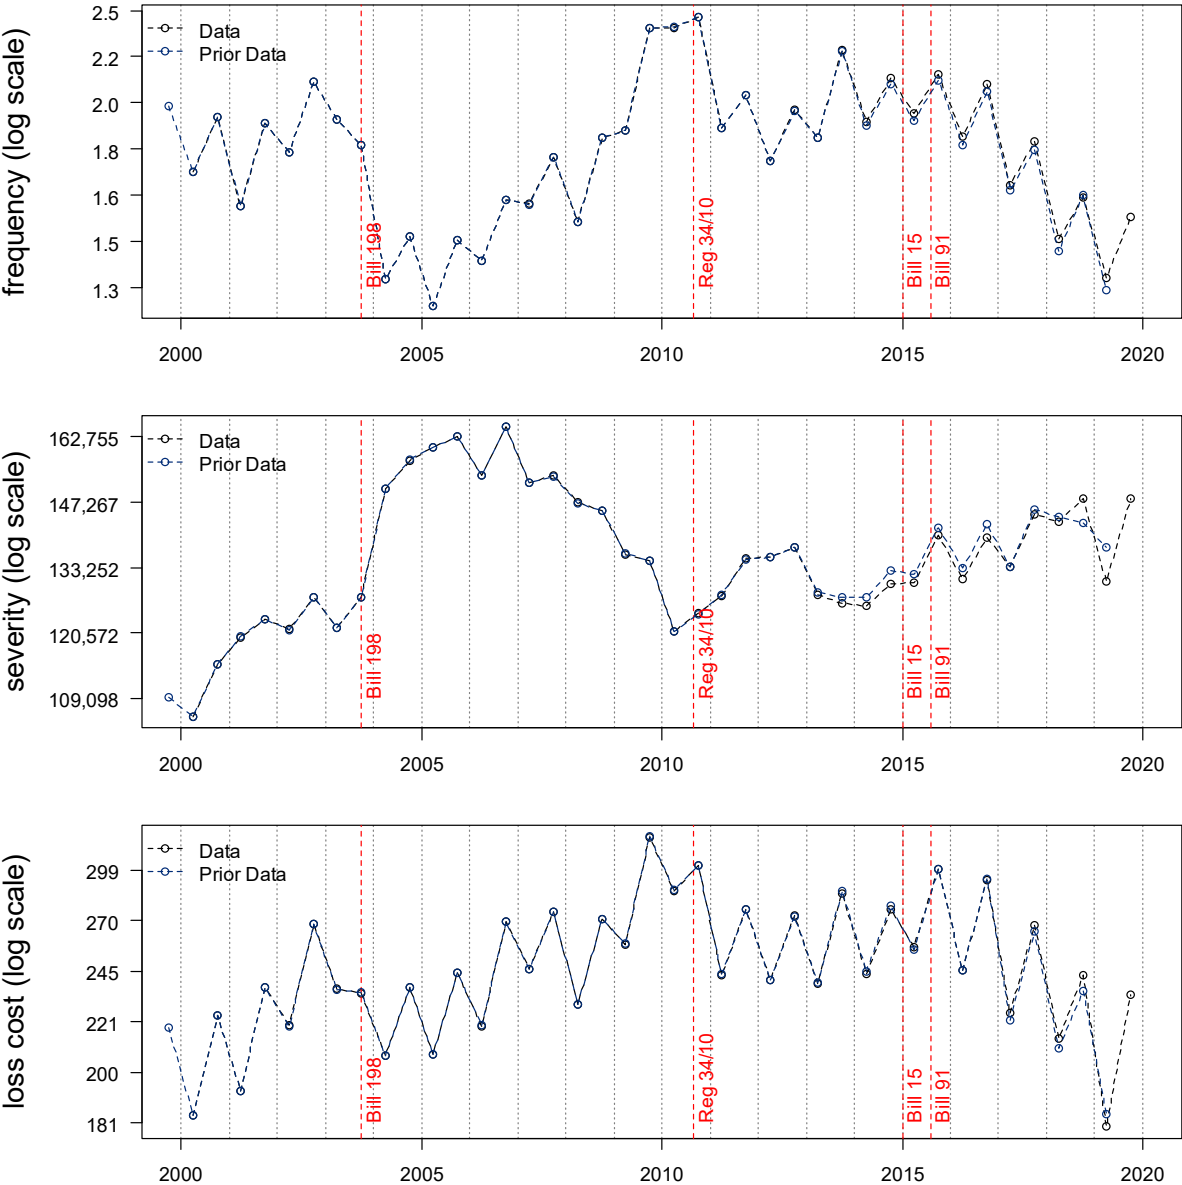 frequency (log scale)
2.5
2.2
2.0
1.8
1.6
1.5
1.3
Data
Prior Data
Bill 198
Reg 34/10
Bill 15
Bill 91
2000 2005 2010 2015 2020
severity (log scale)
162,755
147,267
133,252
120,572
109,098
Data
Prior Data
Bill 198
Reg 34/10
Bill 15
Bill 91
2000 2005 2010 2015 2020
loss cost (log scale)
299
270
245
221
200
181
Data
Prior Data
Bill 198
Reg 34/10
Bill 15
Bill 91
2000 2005 2010 2015 2020